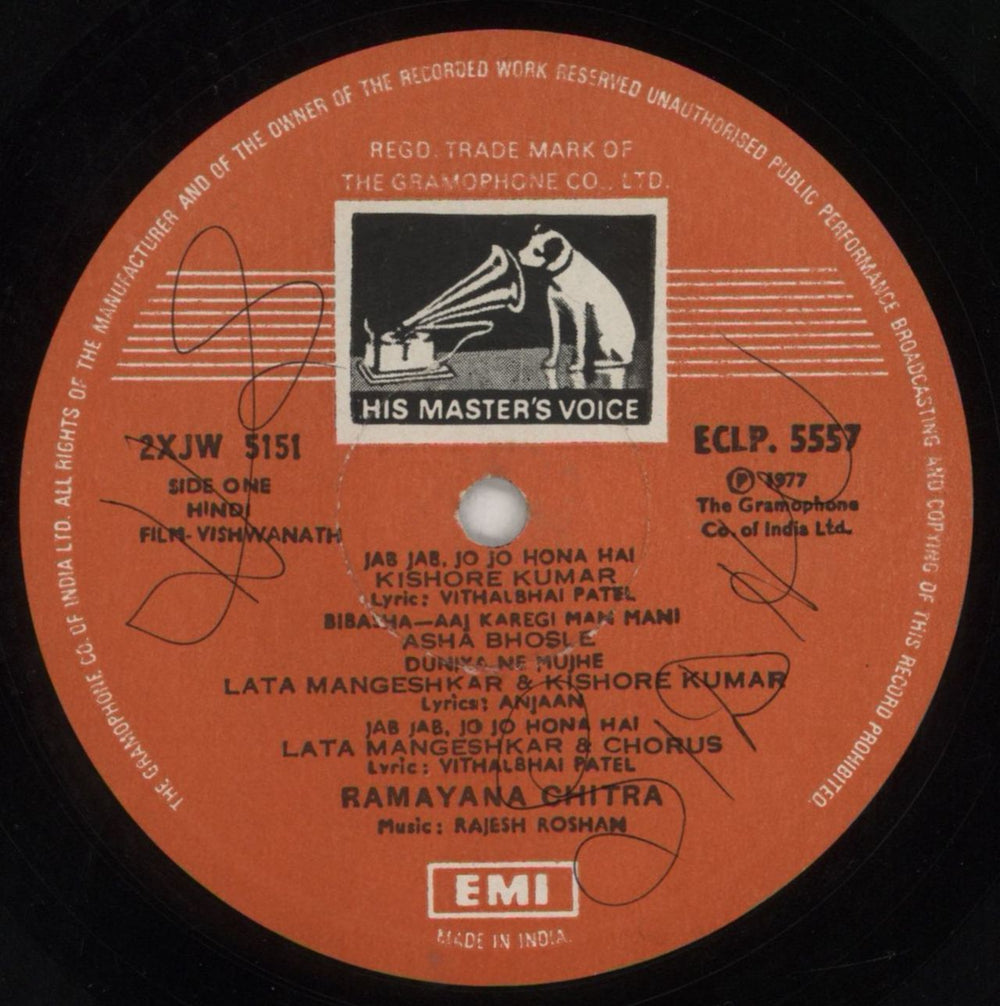 THE GRAMOPHONE CO. OF INDIA LTD. ALL RIGHTS OF THE MANUFACTURER AND OF THE OWNER OF THE RECORDED WORK RESERVED UNAUTHORISED PUBLIC PERFORMANCE BROADCASTING AND COPYING OF THIS RECORD PROHIBITED.
REGD. TRADE MARK OF
THE GRAMOPHONE CO., LTD.
HIS MASTER'S VOICE
2XJW 5151
SIDE ONE
HINDI
FILM- VISHWANATH
ECLP. 5557
Ⓟ 1977
The Gramophone
Co. of India Ltd.
JAB JAB, JO JO HONA HAI
KISHORE KUMAR
Lyric: VITHALBHAI PATEL
BIBASHA—AAJ KAREGI MAN MANI
ASHA BHOSLE
DUNIYA NE MUJHE
LATA MANGESHKAR & KISHORE KUMAR
Lyrics: ANJAAN
JAB JAB, JO JO HONA HAI
LATA MANGESHKAR & CHORUS
Lyric: VITHALBHAI PATEL
RAMAYANA CHITRA
Music: RAJESH ROSHAN
EMI
MADE IN INDIA.